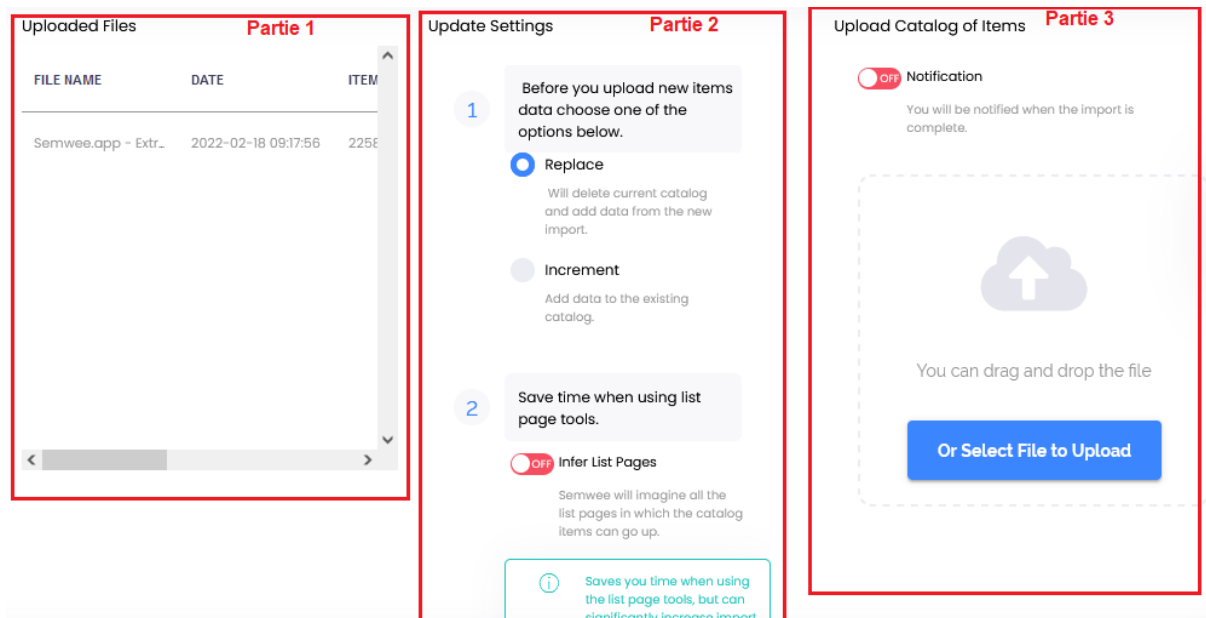 Uploaded Files
Partie 1
FILE NAME DATE ITEM
Semwee.app - Extr... 2022-02-18 09:17:56 2258
Update Settings
Partie 2
1
Before you upload new items
data choose one of the
options below.
Replace
Will delete current catalog
and add data from the new
import.
Increment
Add data to the existing
catalog.
2
Save time when using list
page tools.
OFF Infer List Pages
Semwee will imagine all the
list pages in which the catalog
items can go up.
Saves you time when using
the list page tools, but can
significantly increase import
Upload Catalog of Items
Partie 3
OFF Notification
You will be notified when the import is
complete.
You can drag and drop the file
Or Select File to Upload